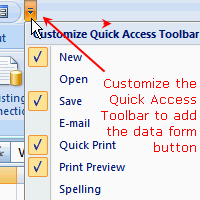 Customize Quick Access Toolbar
New
Open
Save
E-mail
Quick Print
Print Preview
Spelling
Customize the
Quick Access
Toolbar to add
the data form
button